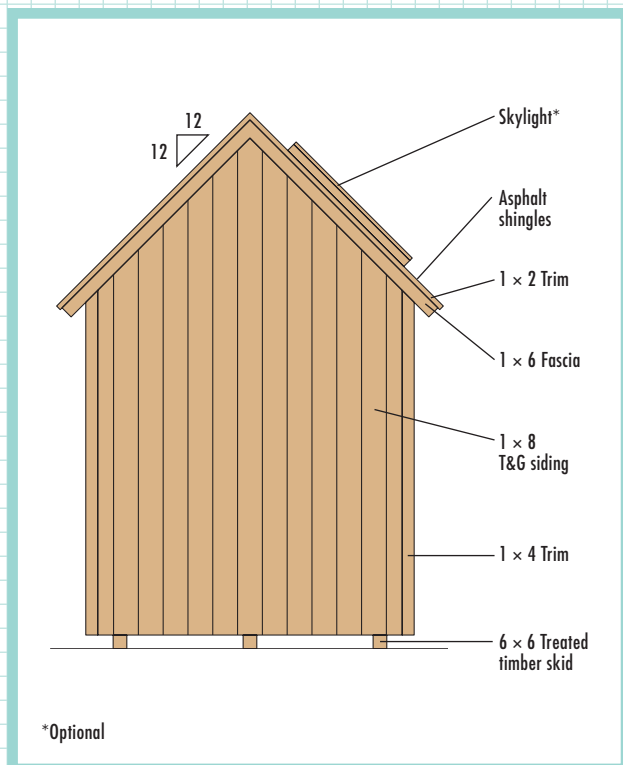 12
12
Skylight*
Asphalt
shingles
1 × 2 Trim
1 × 6 Fascia
1 × 8
T&G siding
1 × 4 Trim
6 × 6 Treated
timber skid
*Optional